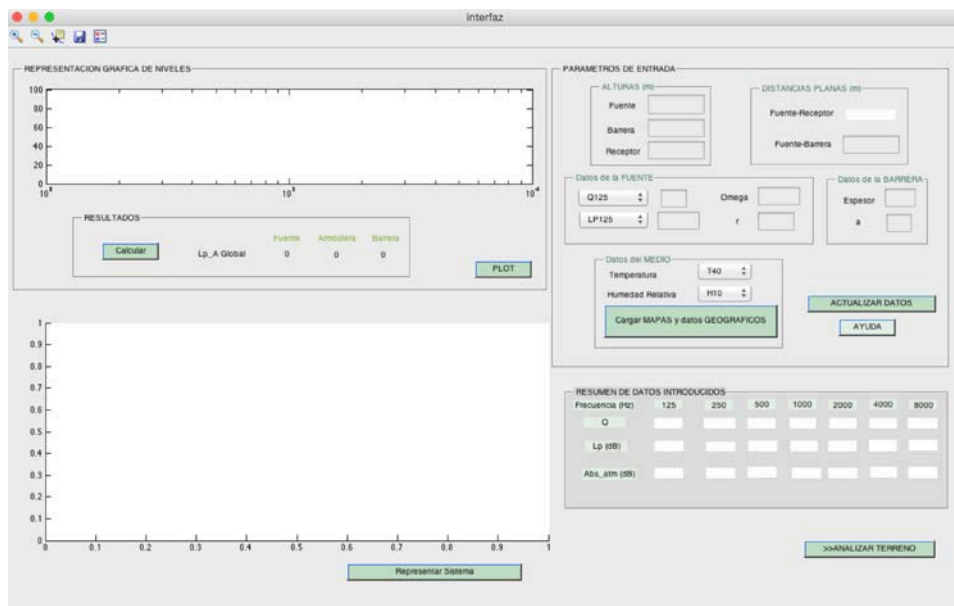 interfaz
REPRESENTACION GRAFICA DE NIVELES
100
80
60
40
20
0
10² 10³ 10⁴
RESULTADOS
Fuente Atmósfera Barrera
Calcular Lp_A Global 0 0 0
PLOT
1
0.9
0.8
0.7
0.6
0.5
0.4
0.3
0.2
0.1
0
0 0.1 0.2 0.3 0.4 0.5 0.6 0.7 0.8 0.9 1
Representar Sistema
PARAMETROS DE ENTRADA
ALTURAS (m)
Fuente
Barrera
Receptor
DISTANCIAS PLANAS (m)
Fuente-Receptor
Fuente-Barrera
Datos de la FUENTE
Q125 Omega
LP125 r
Datos de la BARRERA
Espesor
a
Datos del MEDIO
Temperatura T40
Humedad Relativa H10
Cargar MAPAS y datos GEOGRAFICOS
ACTUALIZAR DATOS
AYUDA
RESUMEN DE DATOS INTRODUCIDOS
Frecuencia (Hz) 125 250 500 1000 2000 4000 8000
Q
Lp (dB)
Abs_atm (dB)
>>ANALIZAR TERRENO